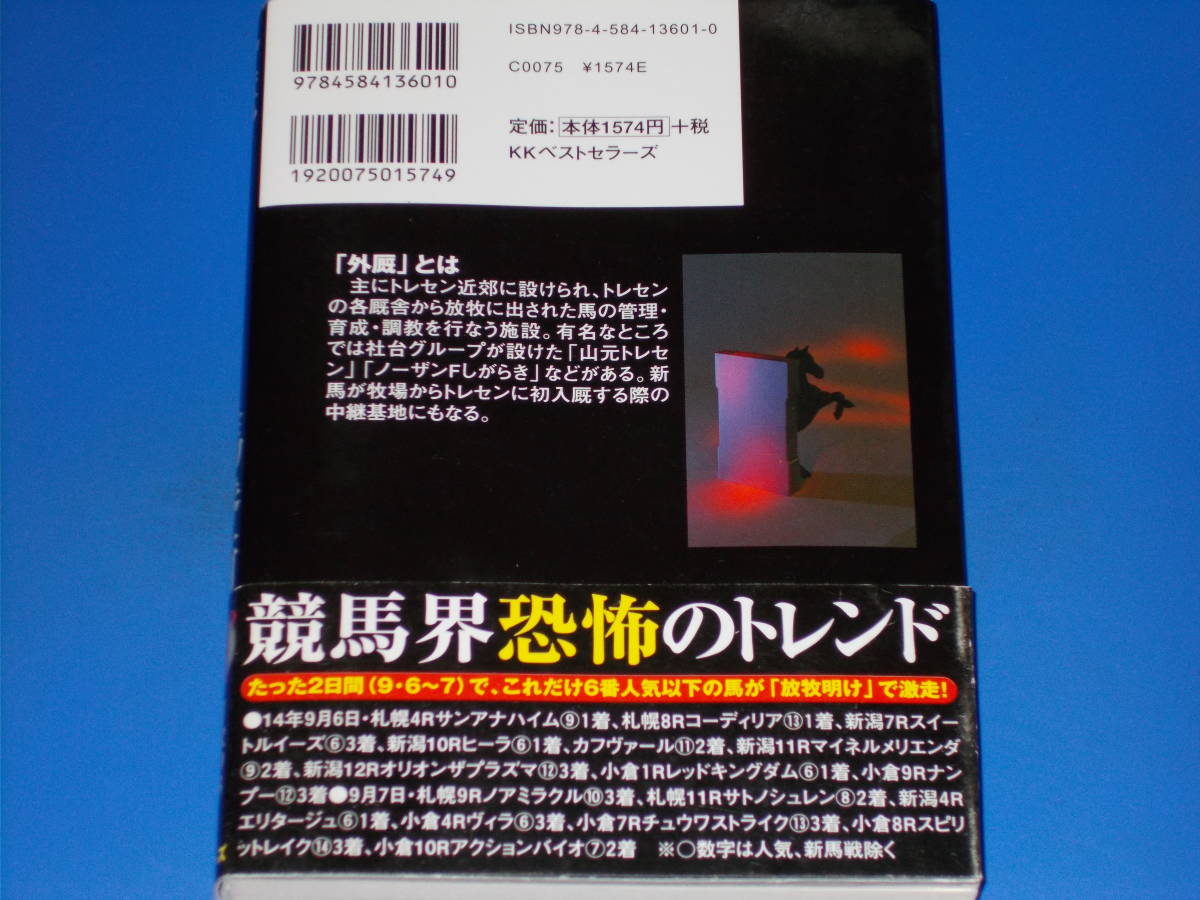 ISBN978-4-584-13601-0
C0075 ¥1574E
9784584136010
定価:本体1574円+税
KKベストセラーズ
1920075015749
「外厩」とは
主にトレセン近郊に設けられ、トレセン
の各厩舎から放牧に出された馬の管理・
育成・調教を行なう施設。有名なところ
では社台グループが設けた「山元トレセ
ン」「ノーザンFしがらき」などがある。新
馬が牧場からトレセンに初入厩する際の
中継基地にもなる。
競馬界恐怖のトレンド
たった2日間(9・6〜7)で、これだけ6番人気以下の馬が「放牧明け」で激走!
●14年9月6日・札幌4Rサンアナハイム⑨1着、札幌8Rコーディリア⑬1着、新潟7Rスイー
トルイーズ⑥3着、新潟10Rヒーラ⑥1着、カフヴァール⑪2着、新潟11Rマイネルメリエンダ
⑨2着、新潟12Rオリオンザプラズマ⑫3着、小倉1Rレッドキングダム⑥1着、小倉9Rナン
プー⑫3着●9月7日・札幌9Rノアミラクル⑩3着、札幌11Rサトノシュレン⑧2着、新潟4R
エリタージュ⑥1着、小倉4Rヴィラ⑥3着、小倉7Rチュウワストライク⑬3着、小倉8Rスピリ
ットレイク⑭3着、小倉10Rアクションバイオ⑦2着 ※○数字は人気、新馬戦除く